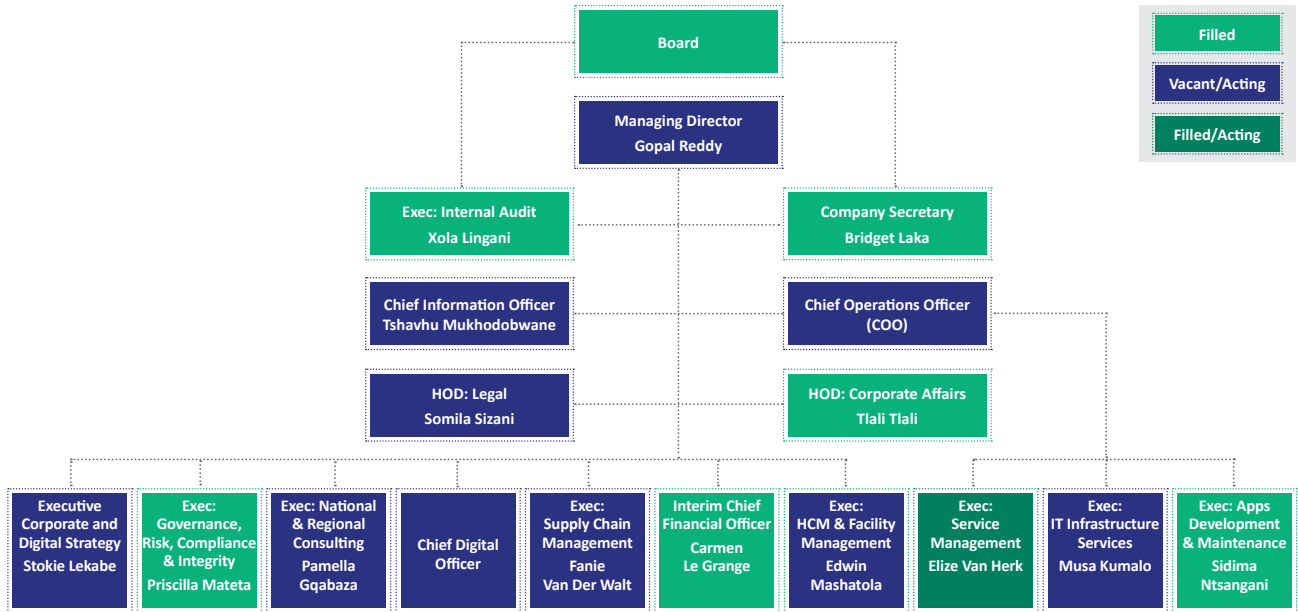 Board
Filled
Vacant/Acting
Filled/Acting
Managing Director
Gopal Reddy
Exec: Internal Audit
Xola Lingani
Company Secretary
Bridget Laka
Chief Information Officer
Tshavhu Mukhodobwane
Chief Operations Officer
(COO)
HOD: Legal
Somila Sizani
HOD: Corporate Affairs
Tlali Tlali
Executive
Corporate and
Digital Strategy
Stokie Lekabe
Exec:
Governance,
Risk, Compliance
& Integrity
Priscilla Mateta
Exec: National
& Regional
Consulting
Pamella
Gqabaza
Chief Digital
Officer
Exec:
Supply Chain
Management
Fanie
Van Der Walt
Interim Chief
Financial Officer
Carmen
Le Grange
Exec:
HCM & Facility
Management
Edwin
Mashatola
Exec:
Service
Management
Elize Van Herk
Exec:
IT Infrastructure
Services
Musa Kumalo
Exec: Apps
Development
& Maintenance
Sidima
Ntsangani